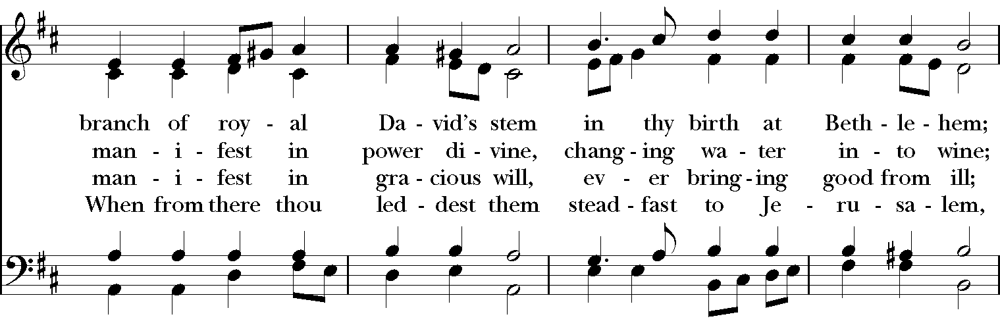 branch of roy - al Da - vid's stem in thy birth at Beth - le - hem;
man - i - fest in power di - vine, chang - ing wa - ter in - to wine;
man - i - fest in gra - cious will, ev - er bring - ing good from ill;
When from there thou led - dest them stead - fast to Je - ru - sa - lem,